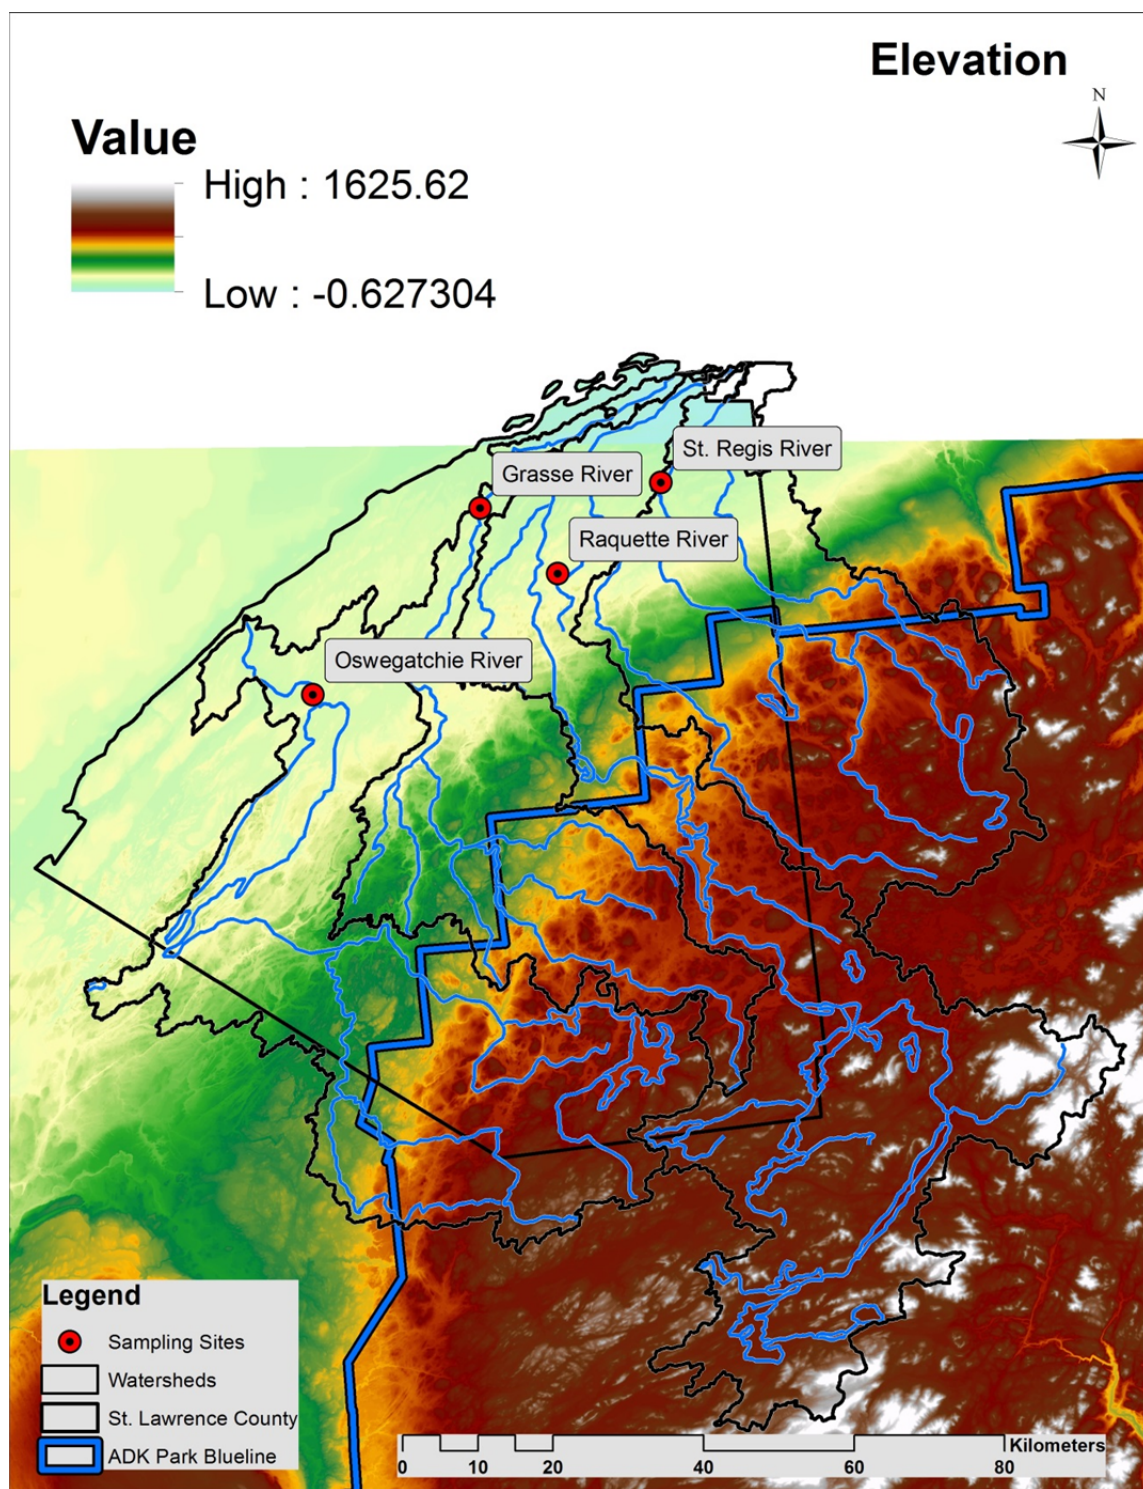 Elevation
N
Value
High : 1625.62
Low : -0.627304
St. Regis River
Grasse River
Raquette River
Oswegatchie River
Legend
Sampling Sites
Watersheds
St. Lawrence County
ADK Park Blueline
Kilometers
0 10 20 40 60 80